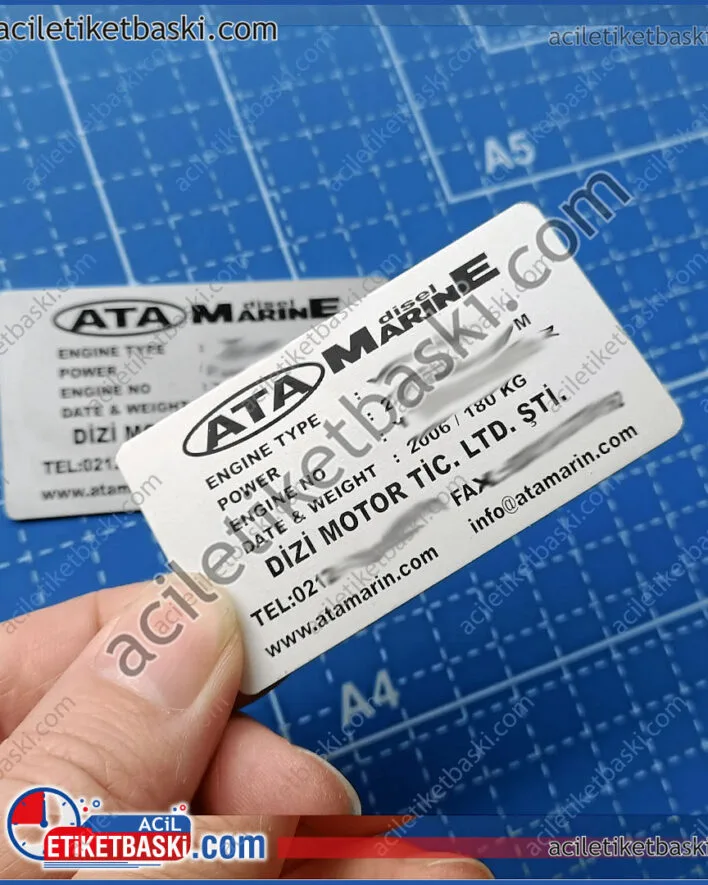 aciletiketbaski.com
aciletiketbaski
A5
ATA MARINE
disel
ENGINE TYPE :
POWER
ENGINE NO
DATE & WEIGHT
DİZİ
TEL:021
www.atamarin
ATA MARINE
disel
ENGINE TYPE :
POWER : 2
ENGINE NO :
DATE & WEIGHT : 2006 / 180 KG
DİZİ MOTOR TİC. LTD. ŞTİ.
TEL:021 FAX
www.atamarin.com info@atamarin.com
aciletiketbaski.com
A4
ACİL
ETİKETBASKI.com
aciletiketbaski